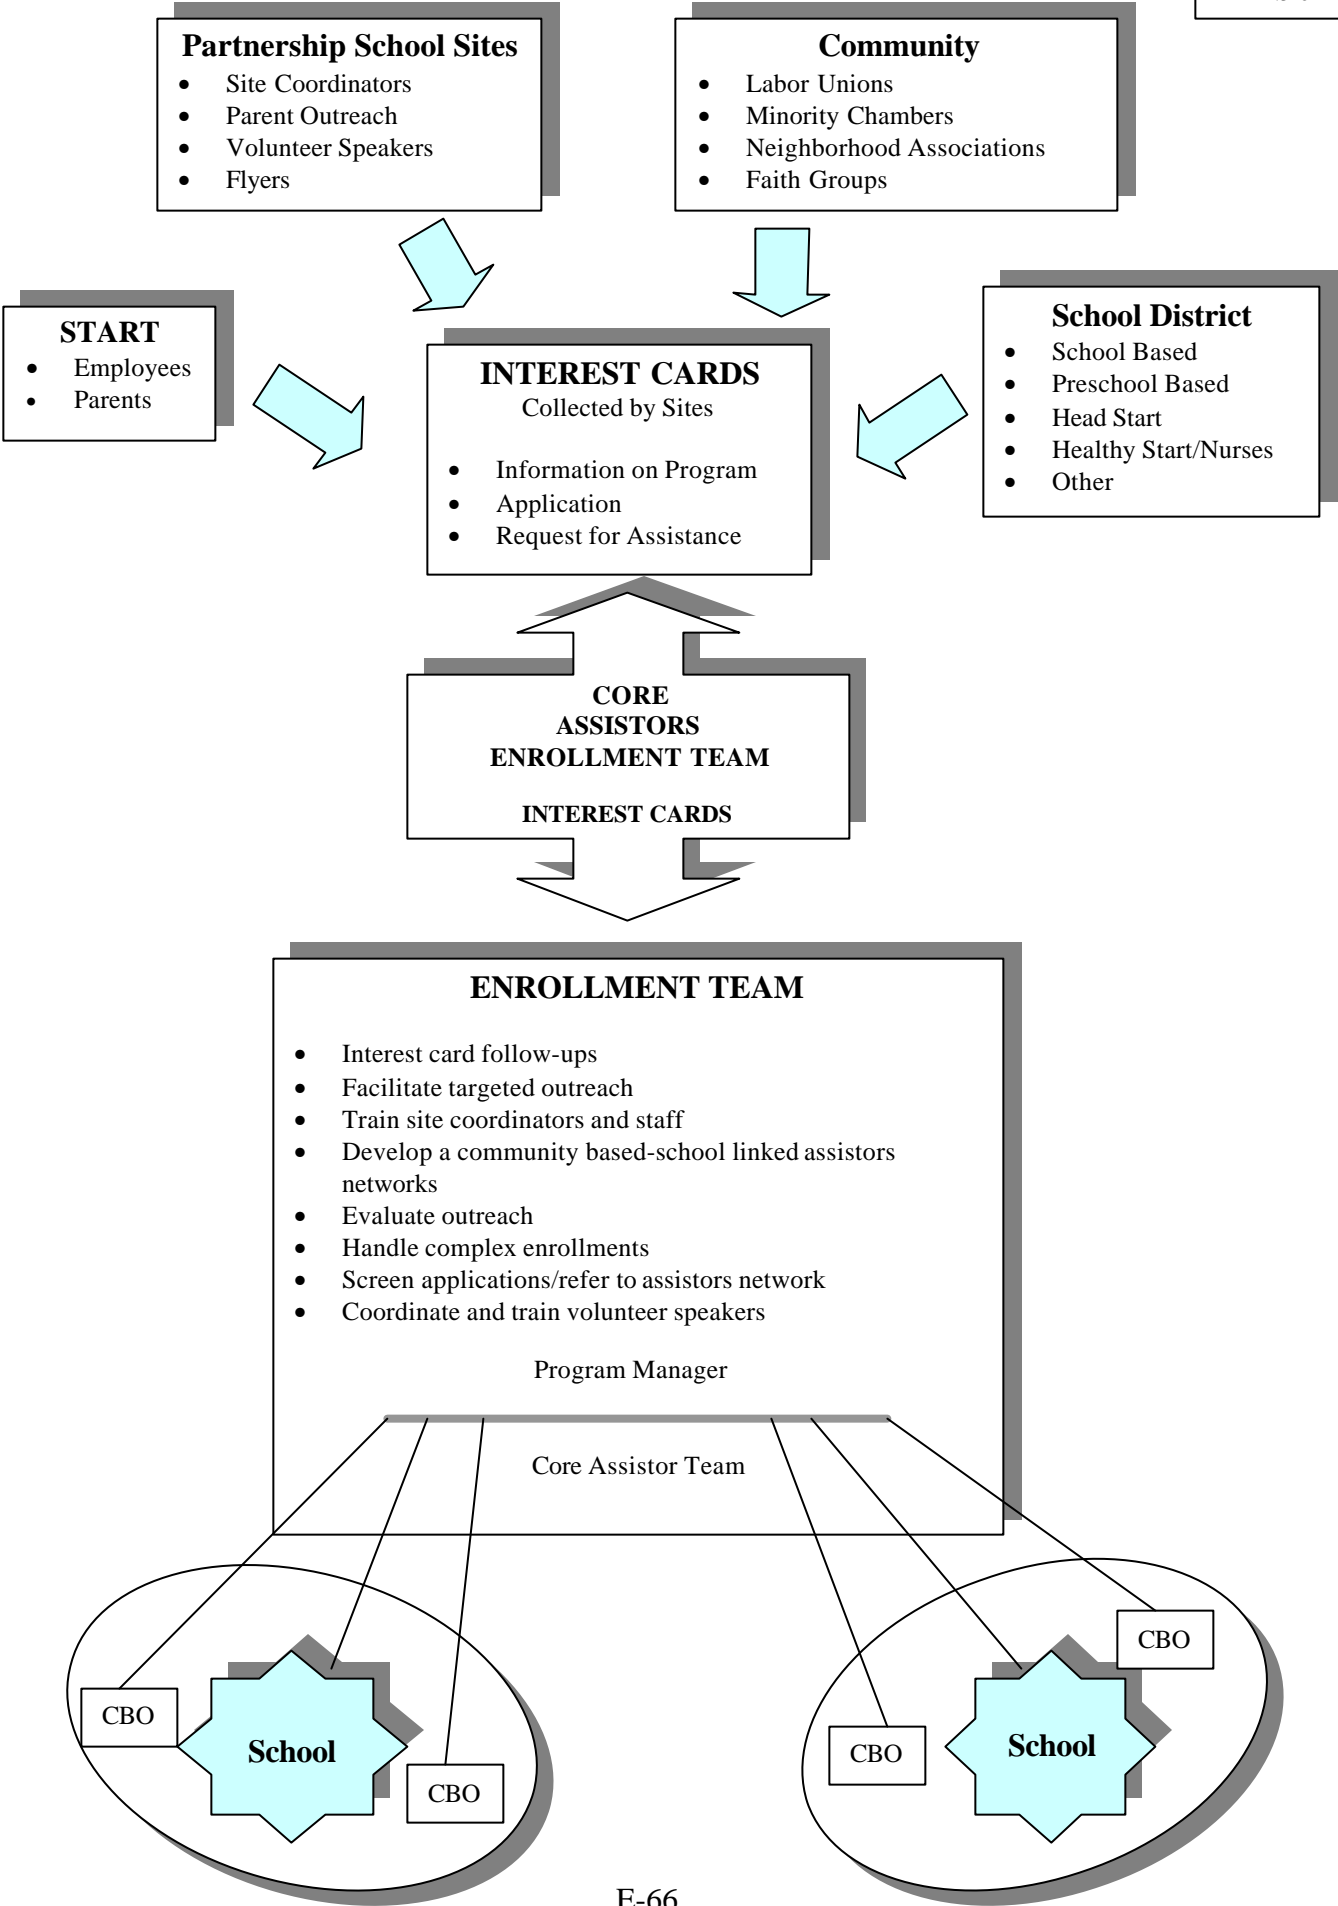 Partnership School Sites
• Site Coordinators
• Parent Outreach
• Volunteer Speakers
• Flyers
Community
• Labor Unions
• Minority Chambers
• Neighborhood Associations
• Faith Groups
START
• Employees
• Parents
INTEREST CARDS
Collected by Sites
• Information on Program
• Application
• Request for Assistance
School District
• School Based
• Preschool Based
• Head Start
• Healthy Start/Nurses
• Other
CORE
ASSISTORS
ENROLLMENT TEAM
INTEREST CARDS
ENROLLMENT TEAM
• Interest card follow-ups
• Facilitate targeted outreach
• Train site coordinators and staff
• Develop a community based-school linked assistors
networks
• Evaluate outreach
• Handle complex enrollments
• Screen applications/refer to assistors network
• Coordinate and train volunteer speakers
Program Manager
Core Assistor Team
CBO
School
CBO
CBO
School
CBO
E-66